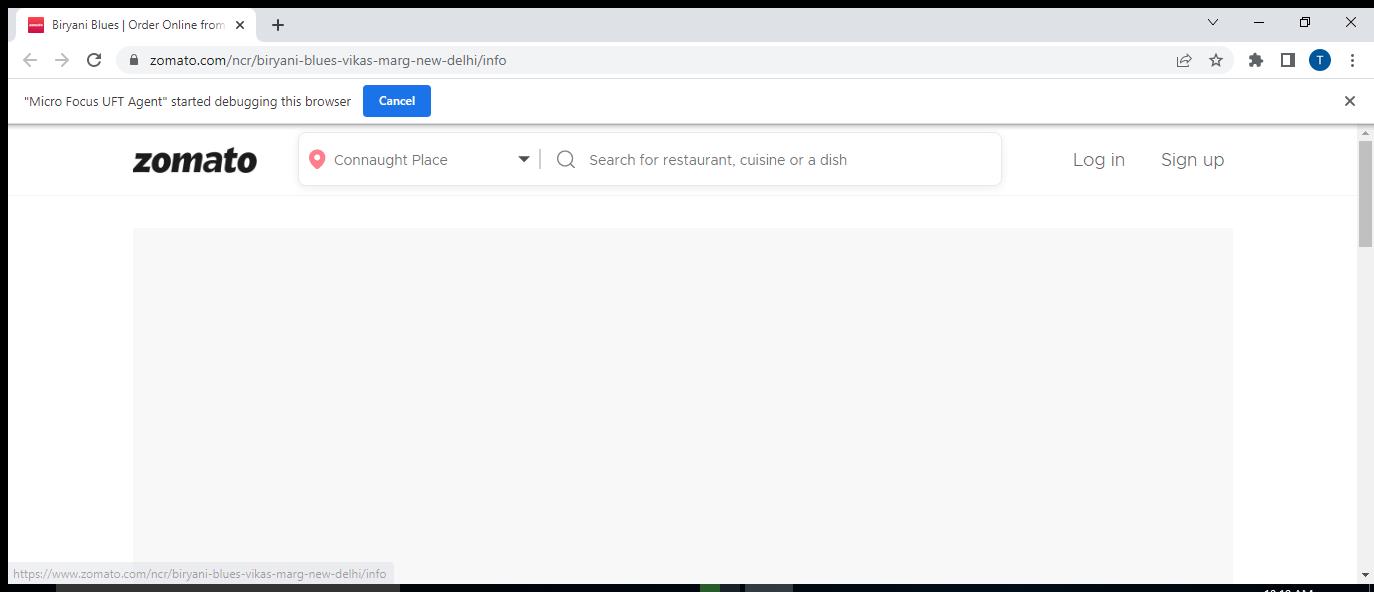 Biryani Blues | Order Online from
zomato.com/ncr/biryani-blues-vikas-marg-new-delhi/info
T
"Micro Focus UFT Agent" started debugging this browser
Cancel
zomato
Connaught Place
Search for restaurant, cuisine or a dish
Log in
Sign up
https://www.zomato.com/ncr/biryani-blues-vikas-marg-new-delhi/info